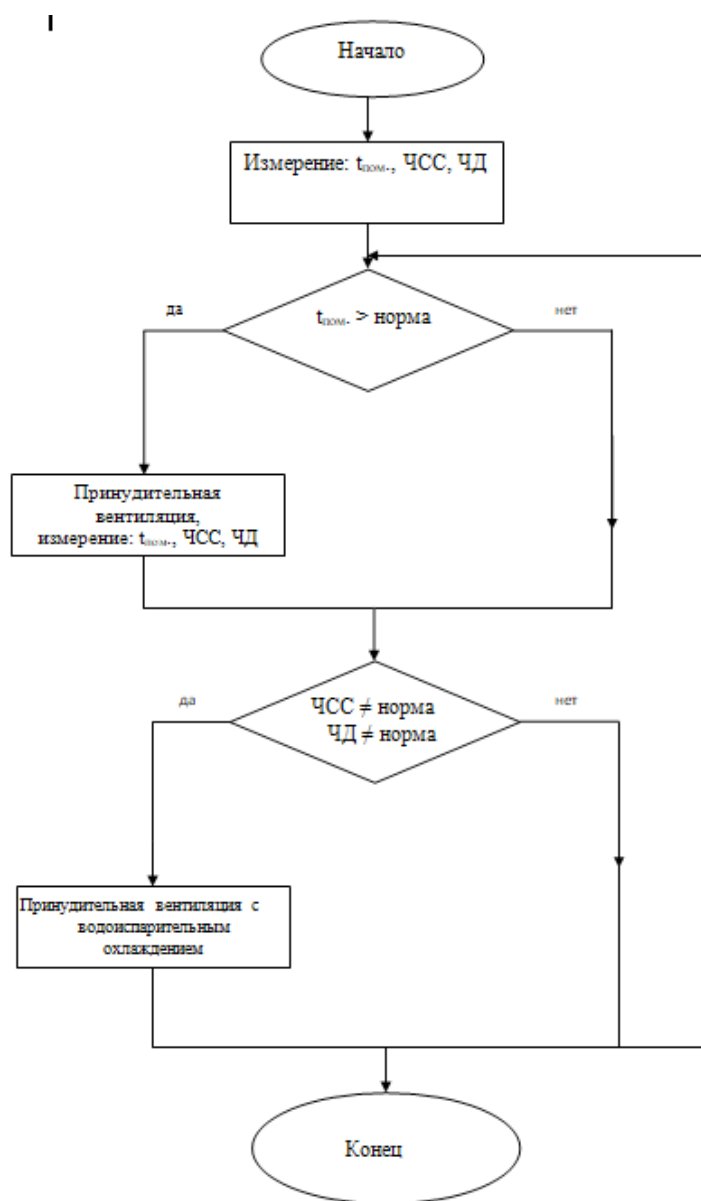 Начало
Измерение: tпом., ЧСС, ЧД
да
tпом. > норма
нет
Принудительная
вентиляция,
измерение: tпом., ЧСС, ЧД
да
ЧСС ≠ норма
ЧД ≠ норма
нет
Принудительная вентиляция с
водоиспарительным
охлаждением
Конец